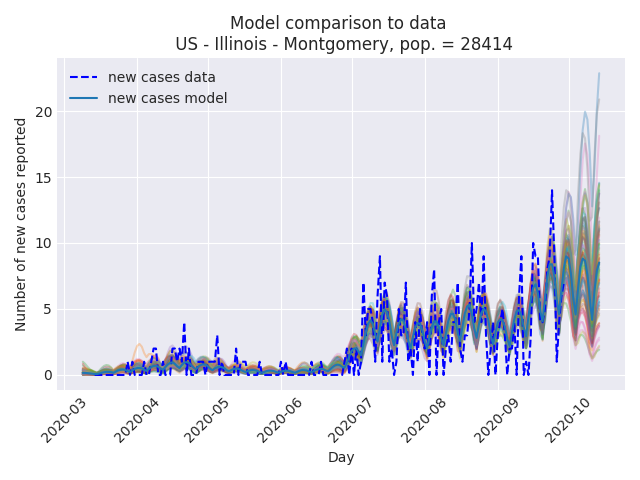 Model comparison to data
US - Illinois - Montgomery, pop. = 28414
new cases data
new cases model
Number of new cases reported
20
15
10
5
0
2020-03
2020-04
2020-05
2020-06
2020-07
2020-08
2020-09
2020-10
Day